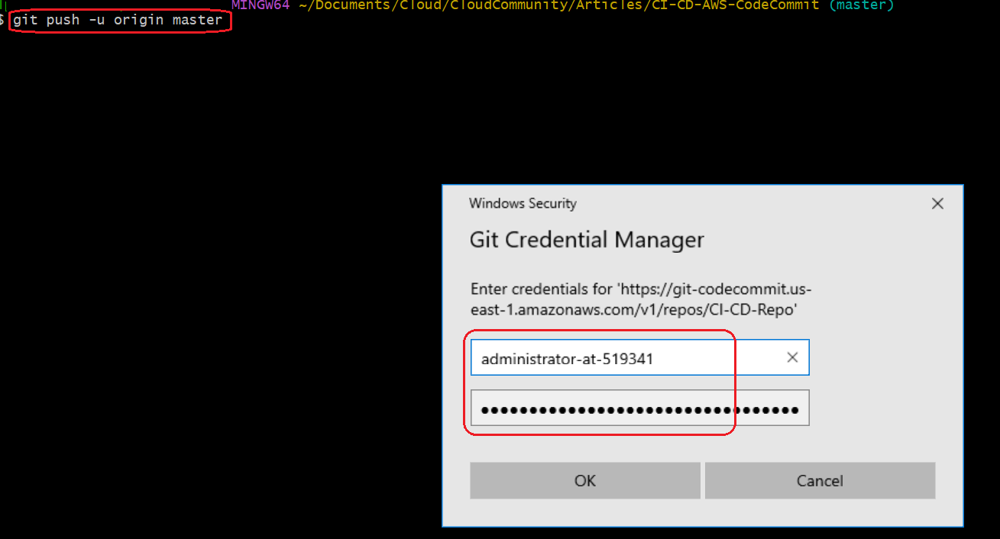 MINGW64 ~/Documents/Cloud/CloudCommunity/Articles/CI-CD-AWS-CodeCommit (master)
$ git push -u origin master
Windows Security
Git Credential Manager
Enter credentials for 'https://git-codecommit.us-
east-1.amazonaws.com/v1/repos/CI-CD-Repo'
administrator-at-519341
●●●●●●●●●●●●●●●●●●●●●●●●●●●●●●●●●
OK Cancel